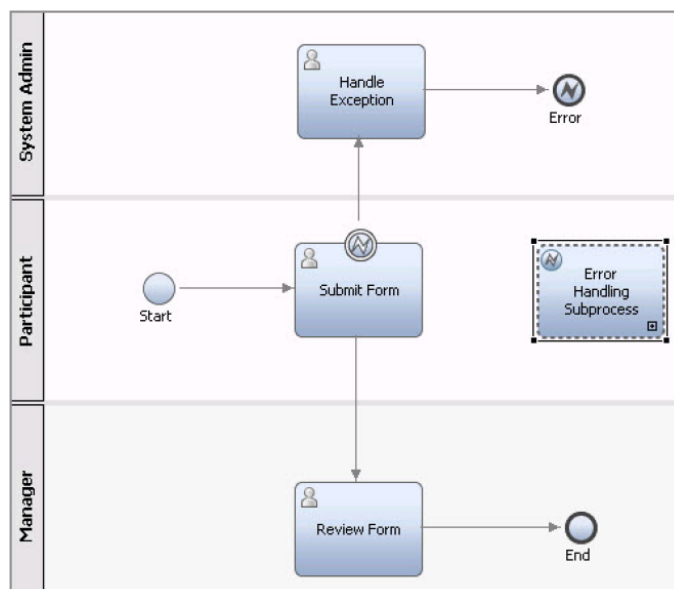 System Admin
Handle
Exception
Error
Participant
Start
Submit Form
Error
Handling
Subprocess
Manager
Review Form
End